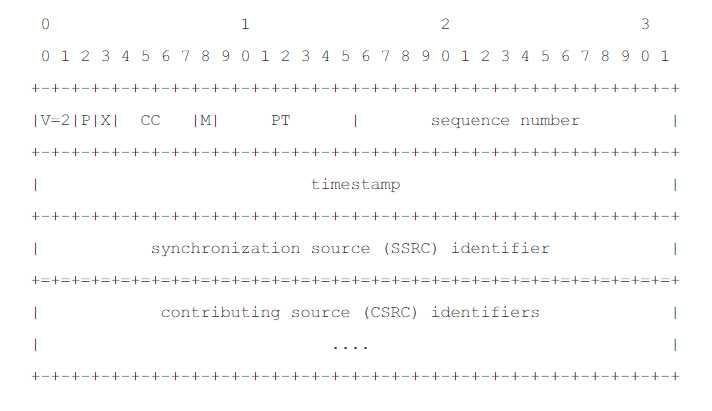 0                   1                   2                   3
0 1 2 3 4 5 6 7 8 9 0 1 2 3 4 5 6 7 8 9 0 1 2 3 4 5 6 7 8 9 0 1
+-+-+-+-+-+-+-+-+-+-+-+-+-+-+-+-+-+-+-+-+-+-+-+-+-+-+-+-+-+-+-+-+
|V=2|P|X|  CC   |M|     PT      |       sequence number         |
+-+-+-+-+-+-+-+-+-+-+-+-+-+-+-+-+-+-+-+-+-+-+-+-+-+-+-+-+-+-+-+-+
|                           timestamp                           |
+-+-+-+-+-+-+-+-+-+-+-+-+-+-+-+-+-+-+-+-+-+-+-+-+-+-+-+-+-+-+-+-+
|           synchronization source (SSRC) identifier            |
+=+=+=+=+=+=+=+=+=+=+=+=+=+=+=+=+=+=+=+=+=+=+=+=+=+=+=+=+=+=+=+=+
|            contributing source (CSRC) identifiers             |
|                             ....                              |
+-+-+-+-+-+-+-+-+-+-+-+-+-+-+-+-+-+-+-+-+-+-+-+-+-+-+-+-+-+-+-+-+